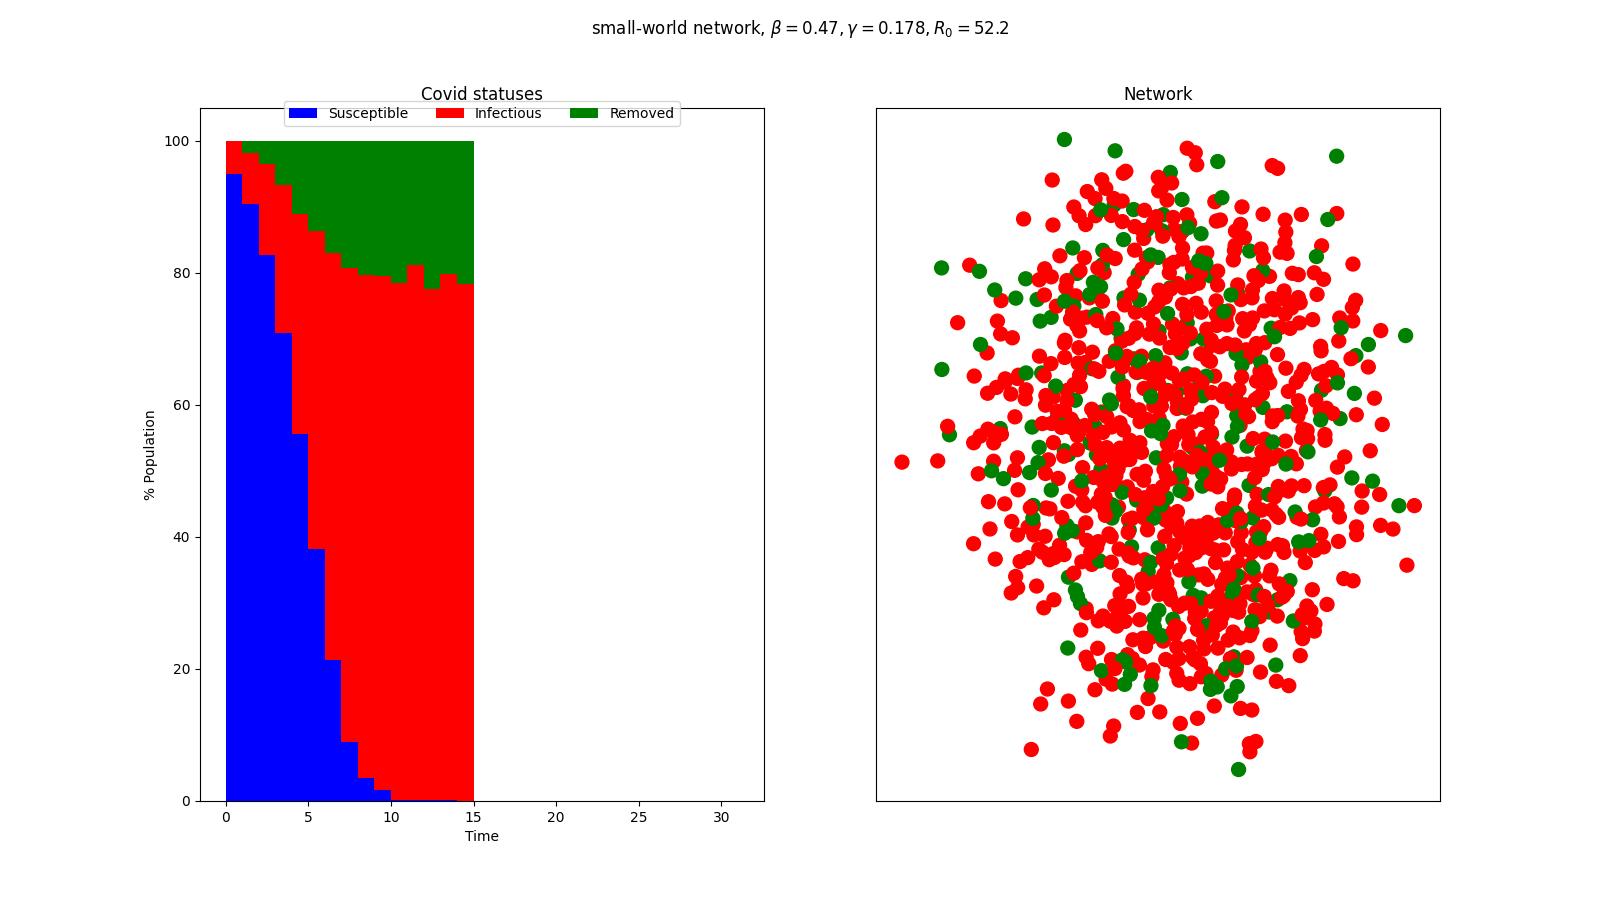 small-world network, β = 0.47, γ = 0.178, R₀ = 52.2
Covid statuses
Susceptible Infectious Removed
100
80
60
40
20
0
% Population
0 5 10 15 20 25 30
Time
Network